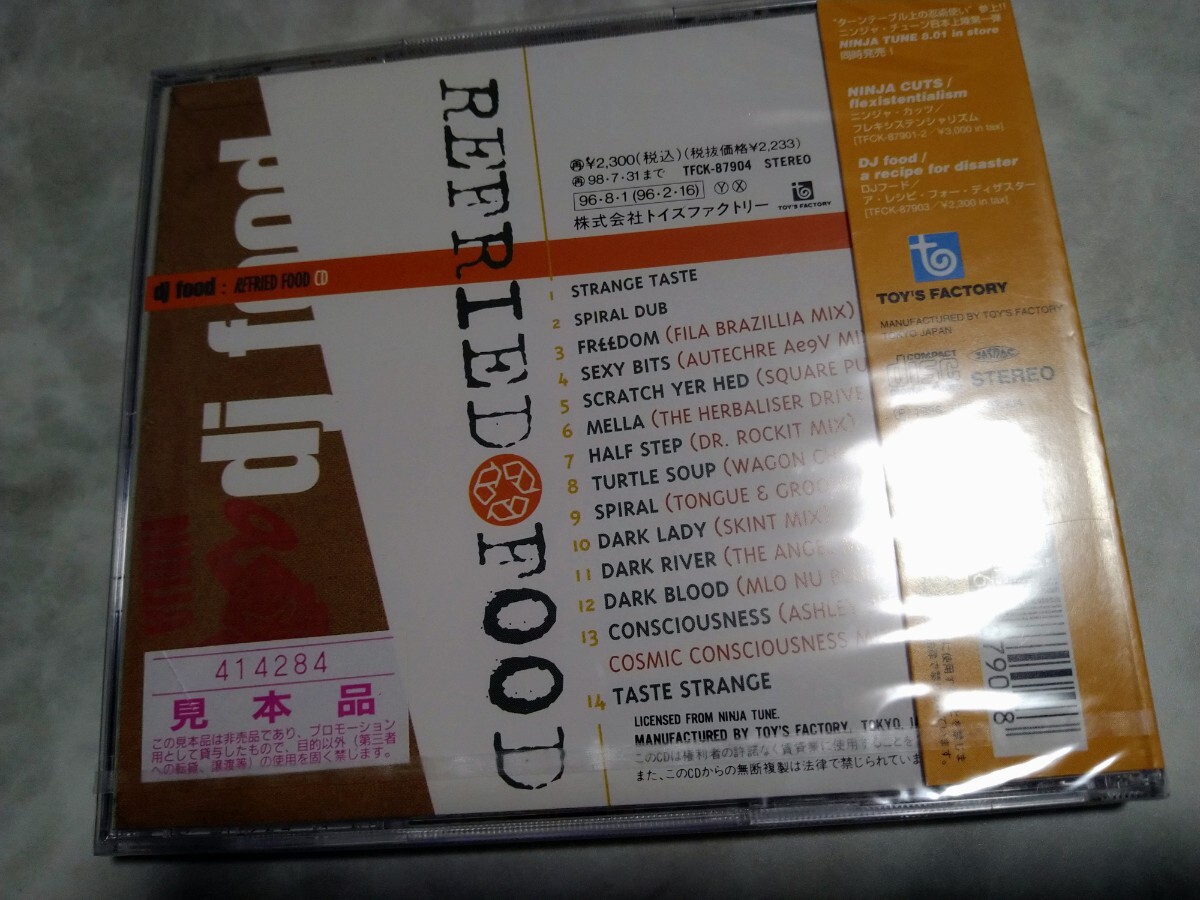 dj food
dj food : REFRIED FOOD CD
REFRIED FOOD
再¥2,300(税込)(税抜価格¥2,233)
再98・7・31まで TFCK-87904 STEREO
96・8・1(96・2・16) Ⓨ Ⓧ
株式会社トイズファクトリー
TOY'S FACTORY
1 STRANGE TASTE
2 SPIRAL DUB
3 FR££DOM (FILA BRAZILLIA MIX)
4 SEXY BITS (AUTECHRE Ae9V MI
5 SCRATCH YER HED (SQUARE PU
6 MELLA (THE HERBALISER DRIVE
7 HALF STEP (DR. ROCKIT MIX)
8 TURTLE SOUP (WAGON CH
9 SPIRAL (TONGUE & GROO
10 DARK LADY (SKINT MIX)
11 DARK RIVER (THE ANGE
12 DARK BLOOD (MLO NU B
13 CONSCIOUSNESS (ASHLEY
COSMIC CONSCIOUSNESS MI
14 TASTE STRANGE
LICENSED FROM NINJA TUNE.
MANUFACTURED BY TOY'S FACTORY, TOKYO, JA
このCDは権利者の許諾なく賃貸業に使用することを
また、このCDからの無断複製は法律で禁じられていま
414284
見本品
この見本品は非売品であり、プロモーション
用として貸与したもので、目的以外(第三者
への転貸、譲渡等)の使用を固く禁じます。
"ターンテーブル上の忍術使い"参上!!
ニンジャ・チューン日本上陸第一弾
NINJA TUNE 8.01 in store
同時発売!
NINJA CUTS /
flexistentialism
ニンジャ・カッツ/
フレキシステンシャリズム
[TFCK-87901-2/¥3,000 in tax]
DJ food /
a recipe for disaster
DJフード/
ア・レシピ・フォー・ディザスター
[TFCK-87903/¥2,300 in tax]
TOY'S FACTORY
MANUFACTURED BY TOY'S FACTORY
TOKYO JAPAN
COMPACT
disc
JASRAC
STEREO